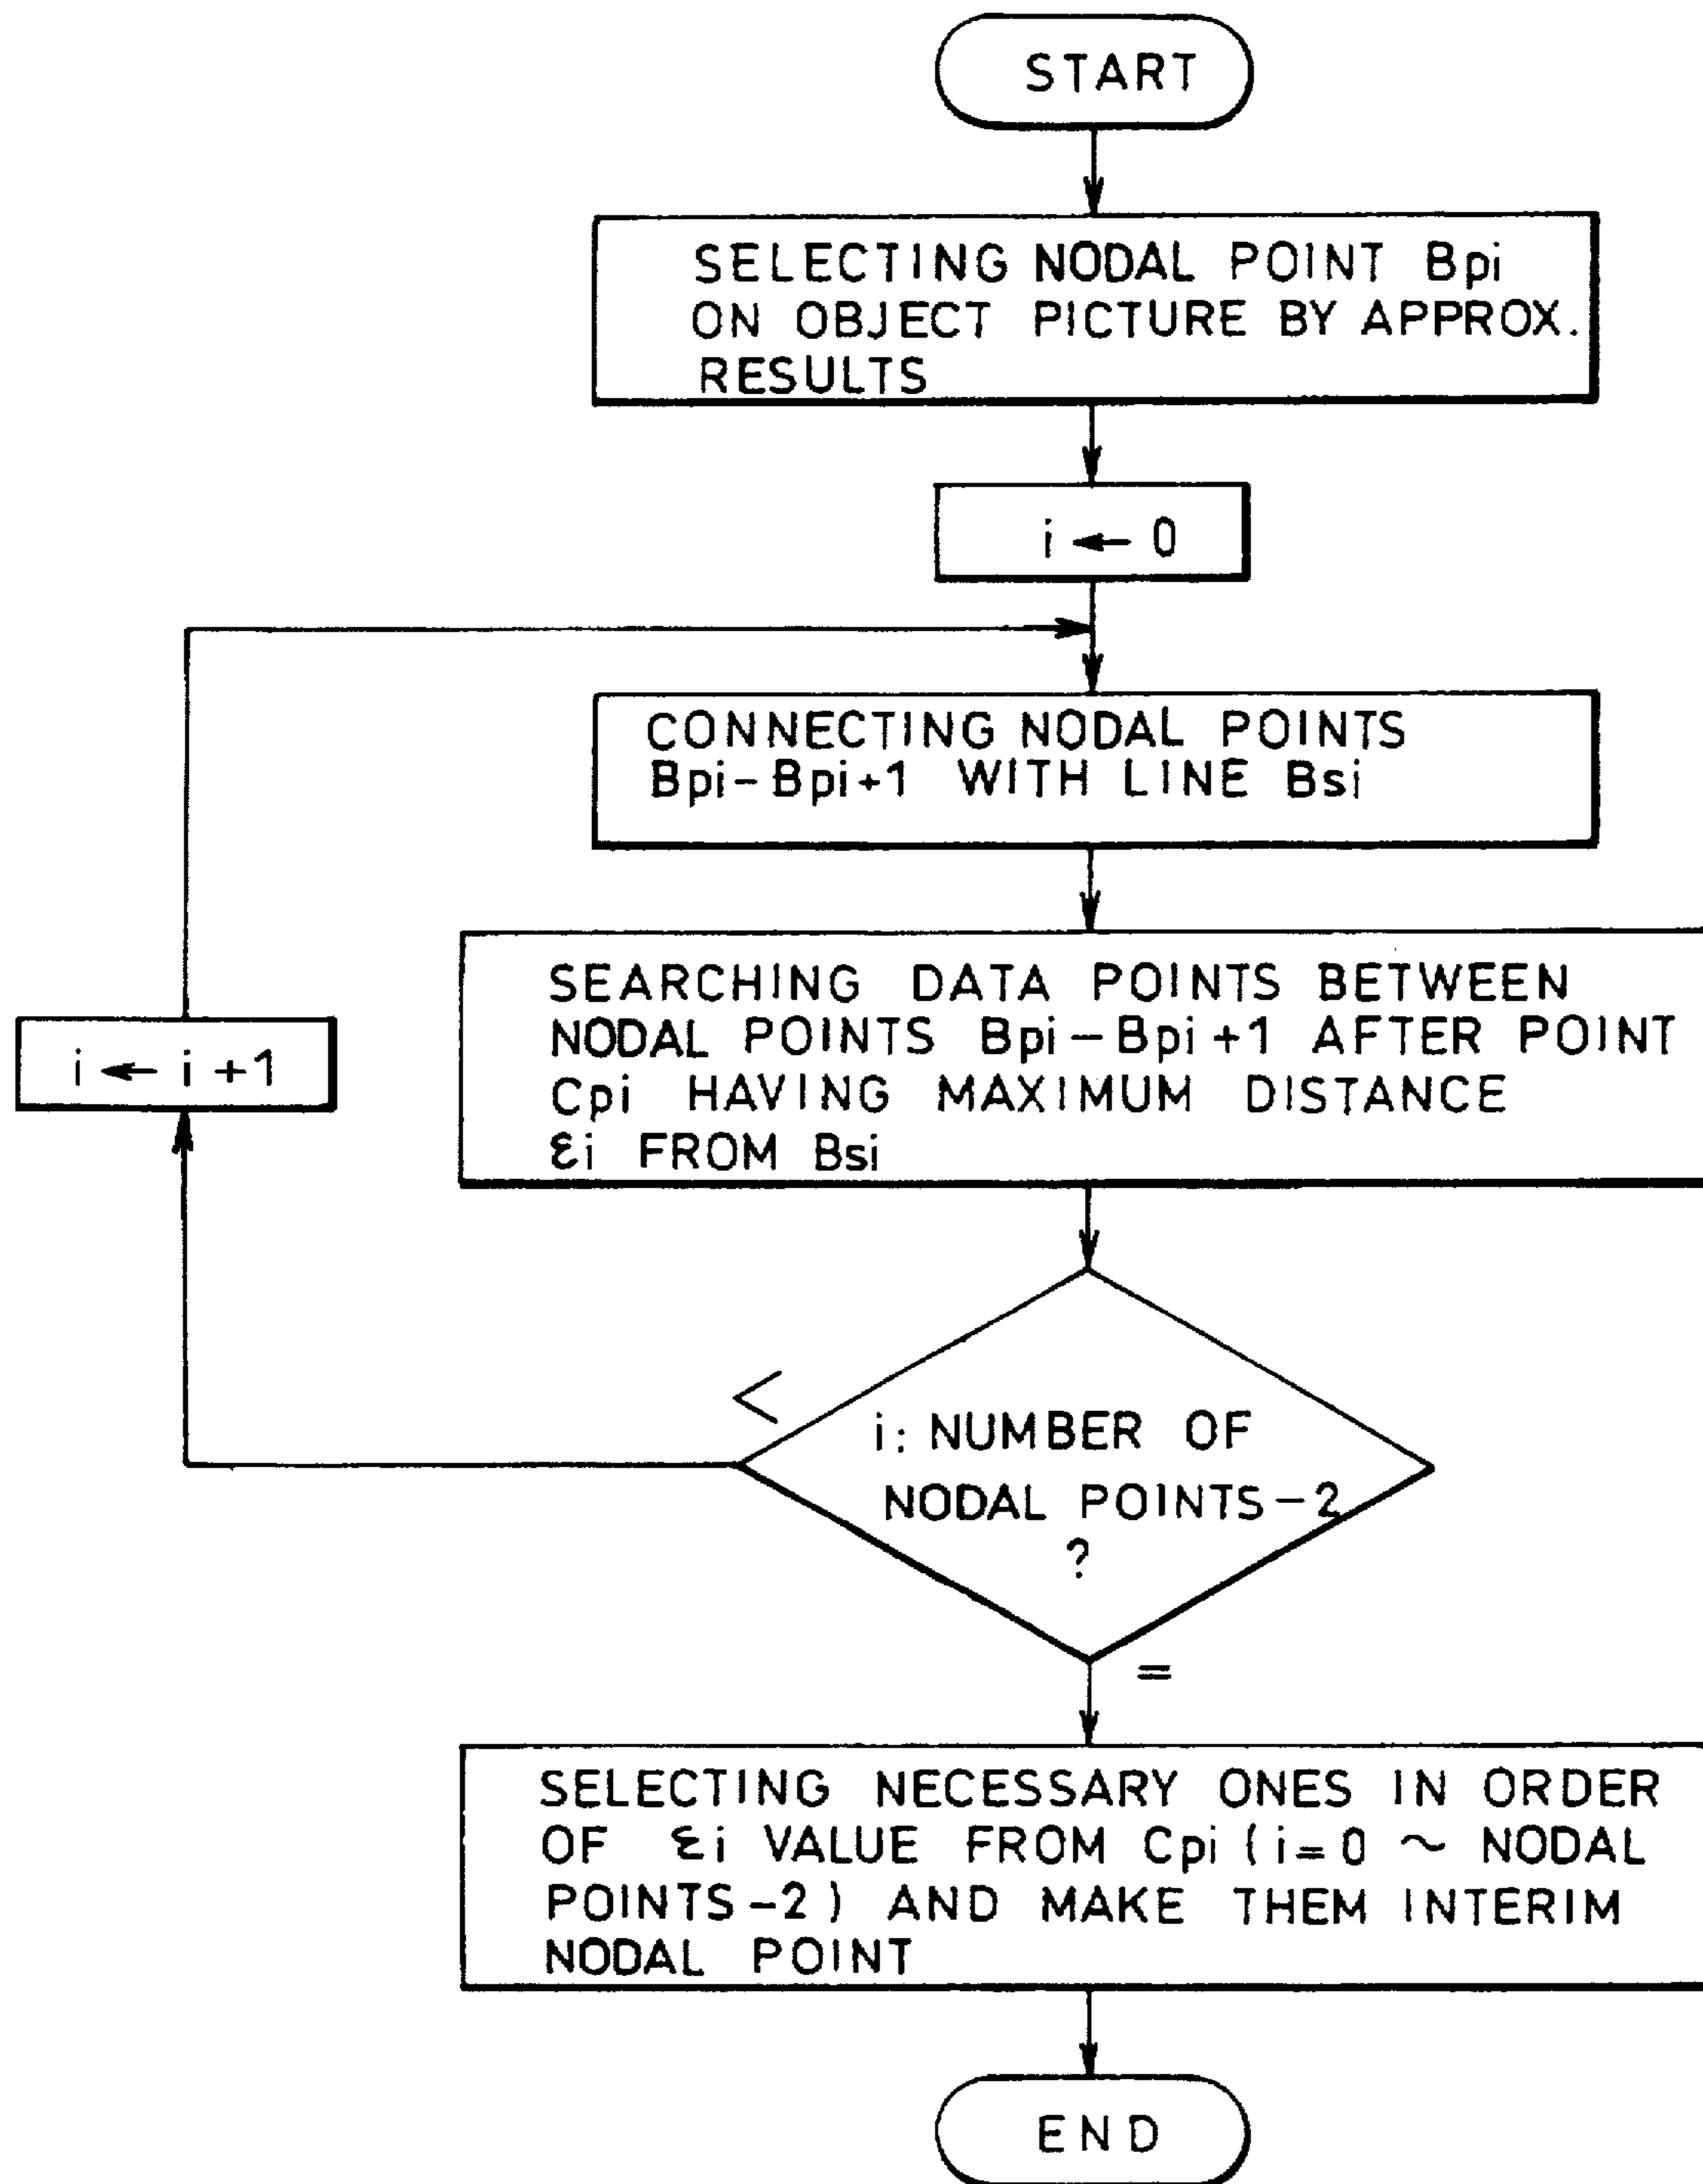 START
SELECTING NODAL POINT Bpi
ON OBJECT PICTURE BY APPROX.
RESULTS
i ← 0
CONNECTING NODAL POINTS
Bpi-Bpi+1 WITH LINE Bsi
SEARCHING DATA POINTS BETWEEN
NODAL POINTS Bpi-Bpi+1 AFTER POINT
Cpi HAVING MAXIMUM DISTANCE
εi FROM Bsi
i ← i+1
<
i: NUMBER OF
NODAL POINTS-2
?
=
SELECTING NECESSARY ONES IN ORDER
OF εi VALUE FROM Cpi (i=0 ~ NODAL
POINTS-2) AND MAKE THEM INTERIM
NODAL POINT
END